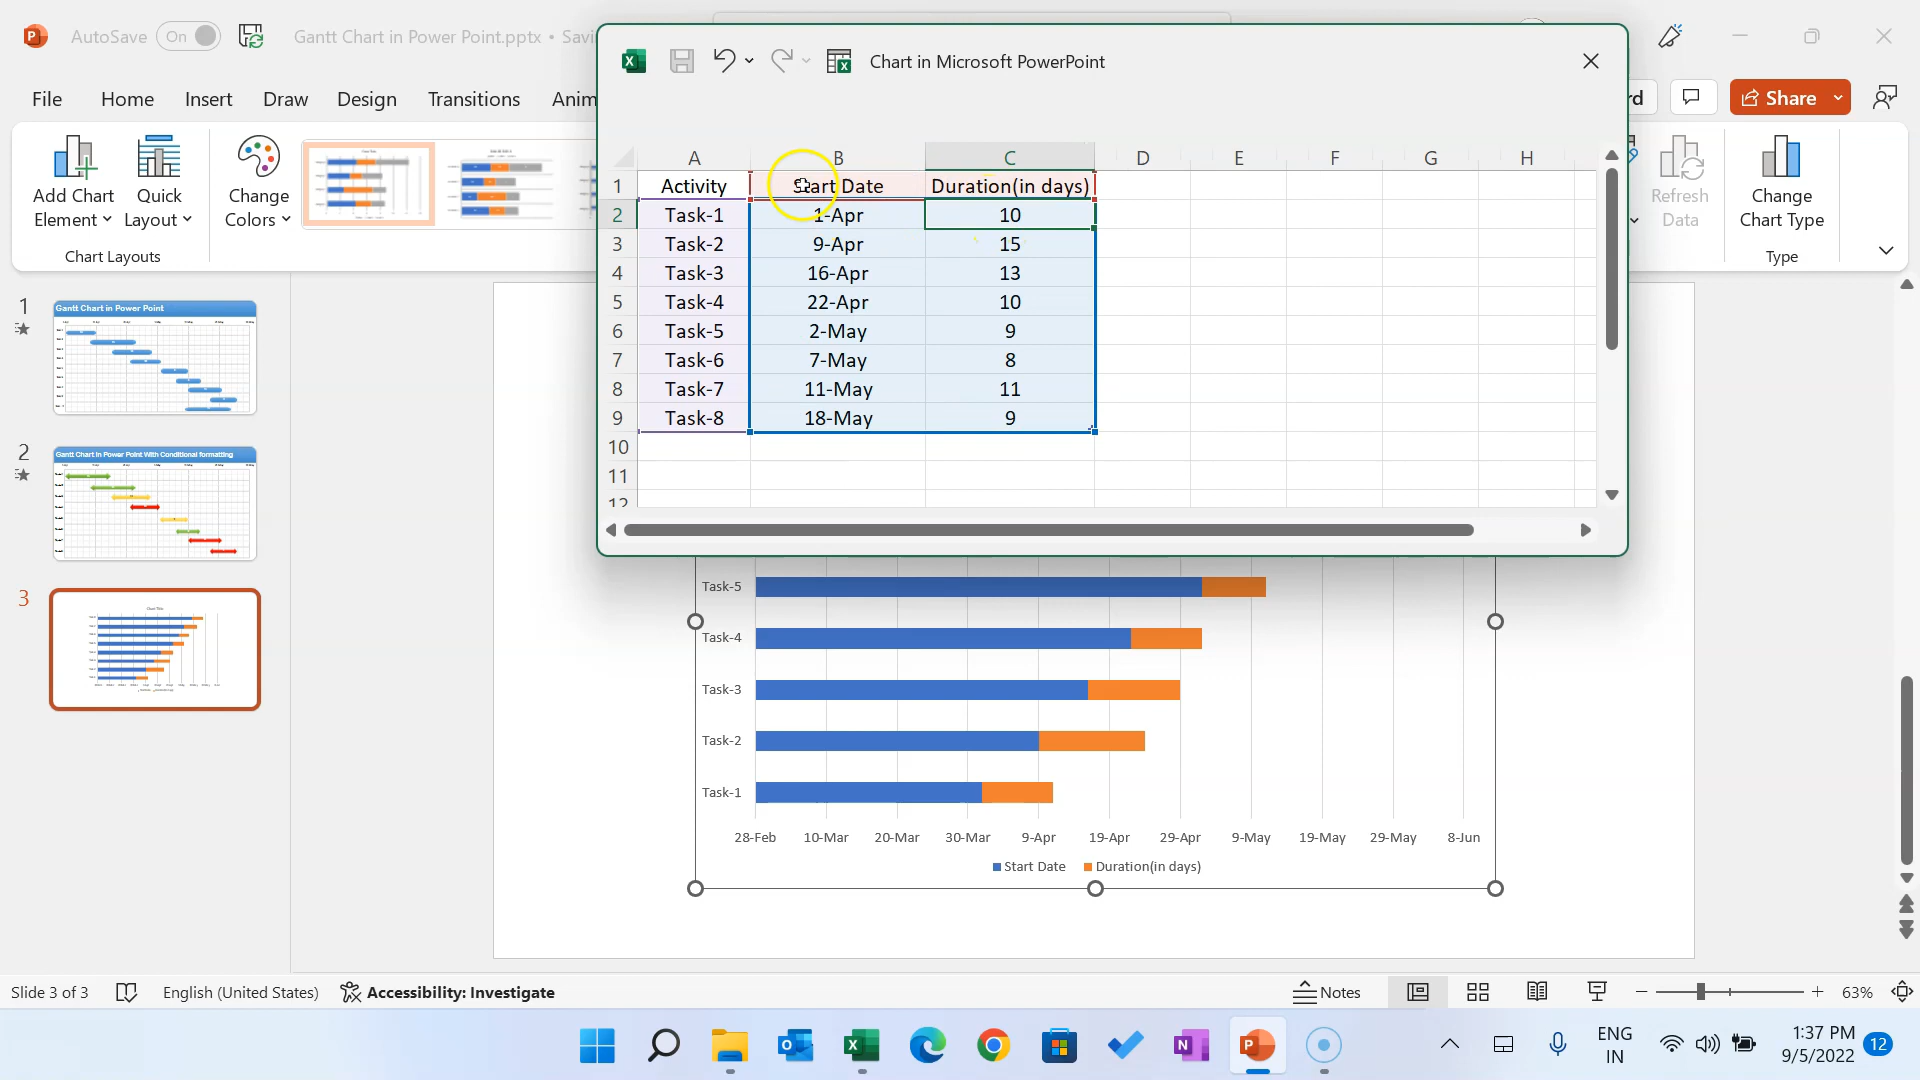 AutoSave On Gantt Chart in Power Point.pptx • Savi
Chart in Microsoft PowerPoint
File Home Insert Draw Design Transitions Anim
rd Share
Add Chart Element
Quick Layout
Change Colors
Chart Layouts
Refresh Data
Change Chart Type
Type
A B C D E F G H
1 Activity Start Date Duration(in days)
2 Task-1 1-Apr 10
3 Task-2 9-Apr 15
4 Task-3 16-Apr 13
5 Task-4 22-Apr 10
6 Task-5 2-May 9
7 Task-6 7-May 8
8 Task-7 11-May 11
9 Task-8 18-May 9
10
11
12
1
Gantt Chart in Power Point
2
Gantt Chart in Power Point With Conditional formatting
3
Chart Title
Task-5
Task-4
Task-3
Task-2
Task-1
28-Feb 10-Mar 20-Mar 30-Mar 9-Apr 19-Apr 29-Apr 9-May 19-May 29-May 8-Jun
Start Date Duration(in days)
Slide 3 of 3 English (United States) Accessibility: Investigate Notes 63%
ENG
IN
1:37 PM
9/5/2022
12